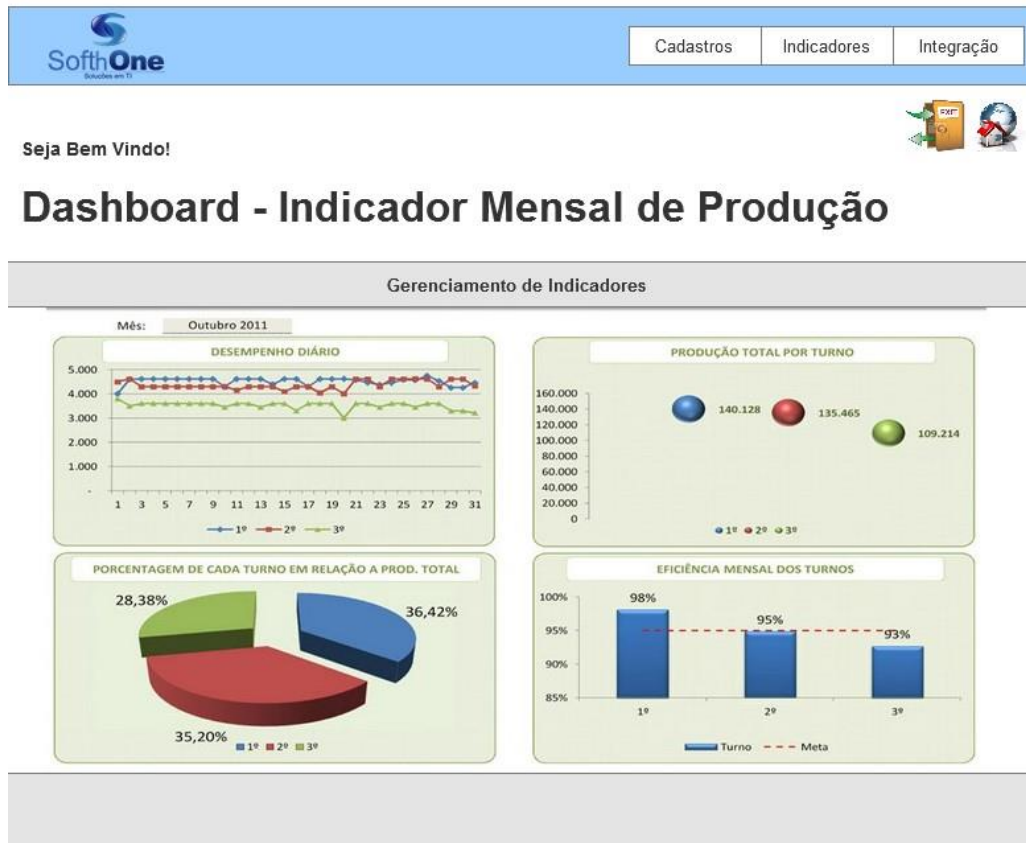 SofthOne
Soluções em TI
Cadastros
Indicadores
Integração
EXIT
Seja Bem Vindo!
Dashboard - Indicador Mensal de Produção
Gerenciamento de Indicadores
Mês: Outubro 2011
DESEMPENHO DIÁRIO
5.000
4.000
3.000
2.000
1.000
-
1 3 5 7 9 11 13 15 17 19 21 23 25 27 29 31
1º 2º 3º
PRODUÇÃO TOTAL POR TURNO
160.000
140.000
120.000
100.000
80.000
60.000
40.000
20.000
0
140.128
135.465
109.214
1º 2º 3º
PORCENTAGEM DE CADA TURNO EM RELAÇÃO A PROD. TOTAL
28,38%
36,42%
35,20%
1º 2º 3º
EFICIÊNCIA MENSAL DOS TURNOS
100%
95%
90%
85%
98%
95%
93%
1º 2º 3º
Turno Meta